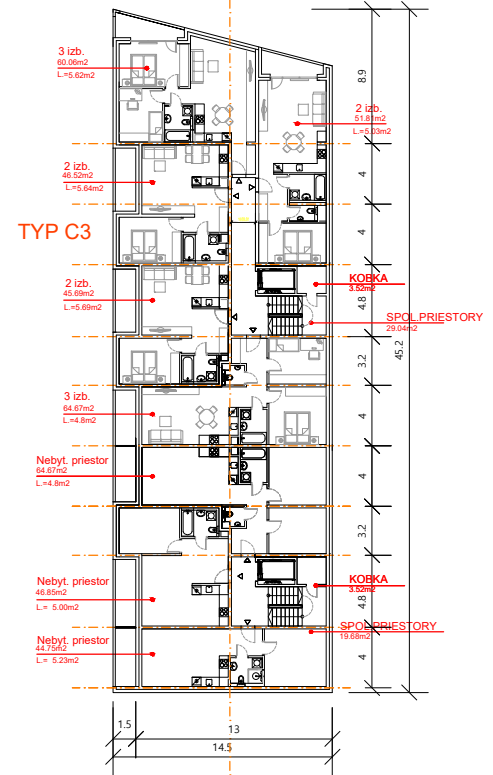 3 izb.
60.06m2
L.=5.62m2
2 izb.
51.81m2
L.=5.03m2
2 izb.
46.52m2
L.=5.64m2
TYP C3
2 izb.
45.69m2
L.=5.69m2
KOBKA
3.52m2
SPOL.PRIESTORY
29.04m2
3 izb.
64.67m2
L.=4.8m2
Nebyt. priestor
64.67m2
L.=4.8m2
Nebyt. priestor
46.85m2
L.= 5.00m2
KOBKA
3.52m2
SPOL.PRIESTORY
19.68m2
Nebyt. priestor
44.75m2
L.= 5.23m2
8.9
4
4
4.8
3.2
4
4
3.2
4.8
4
45.2
1.5
13
14.5